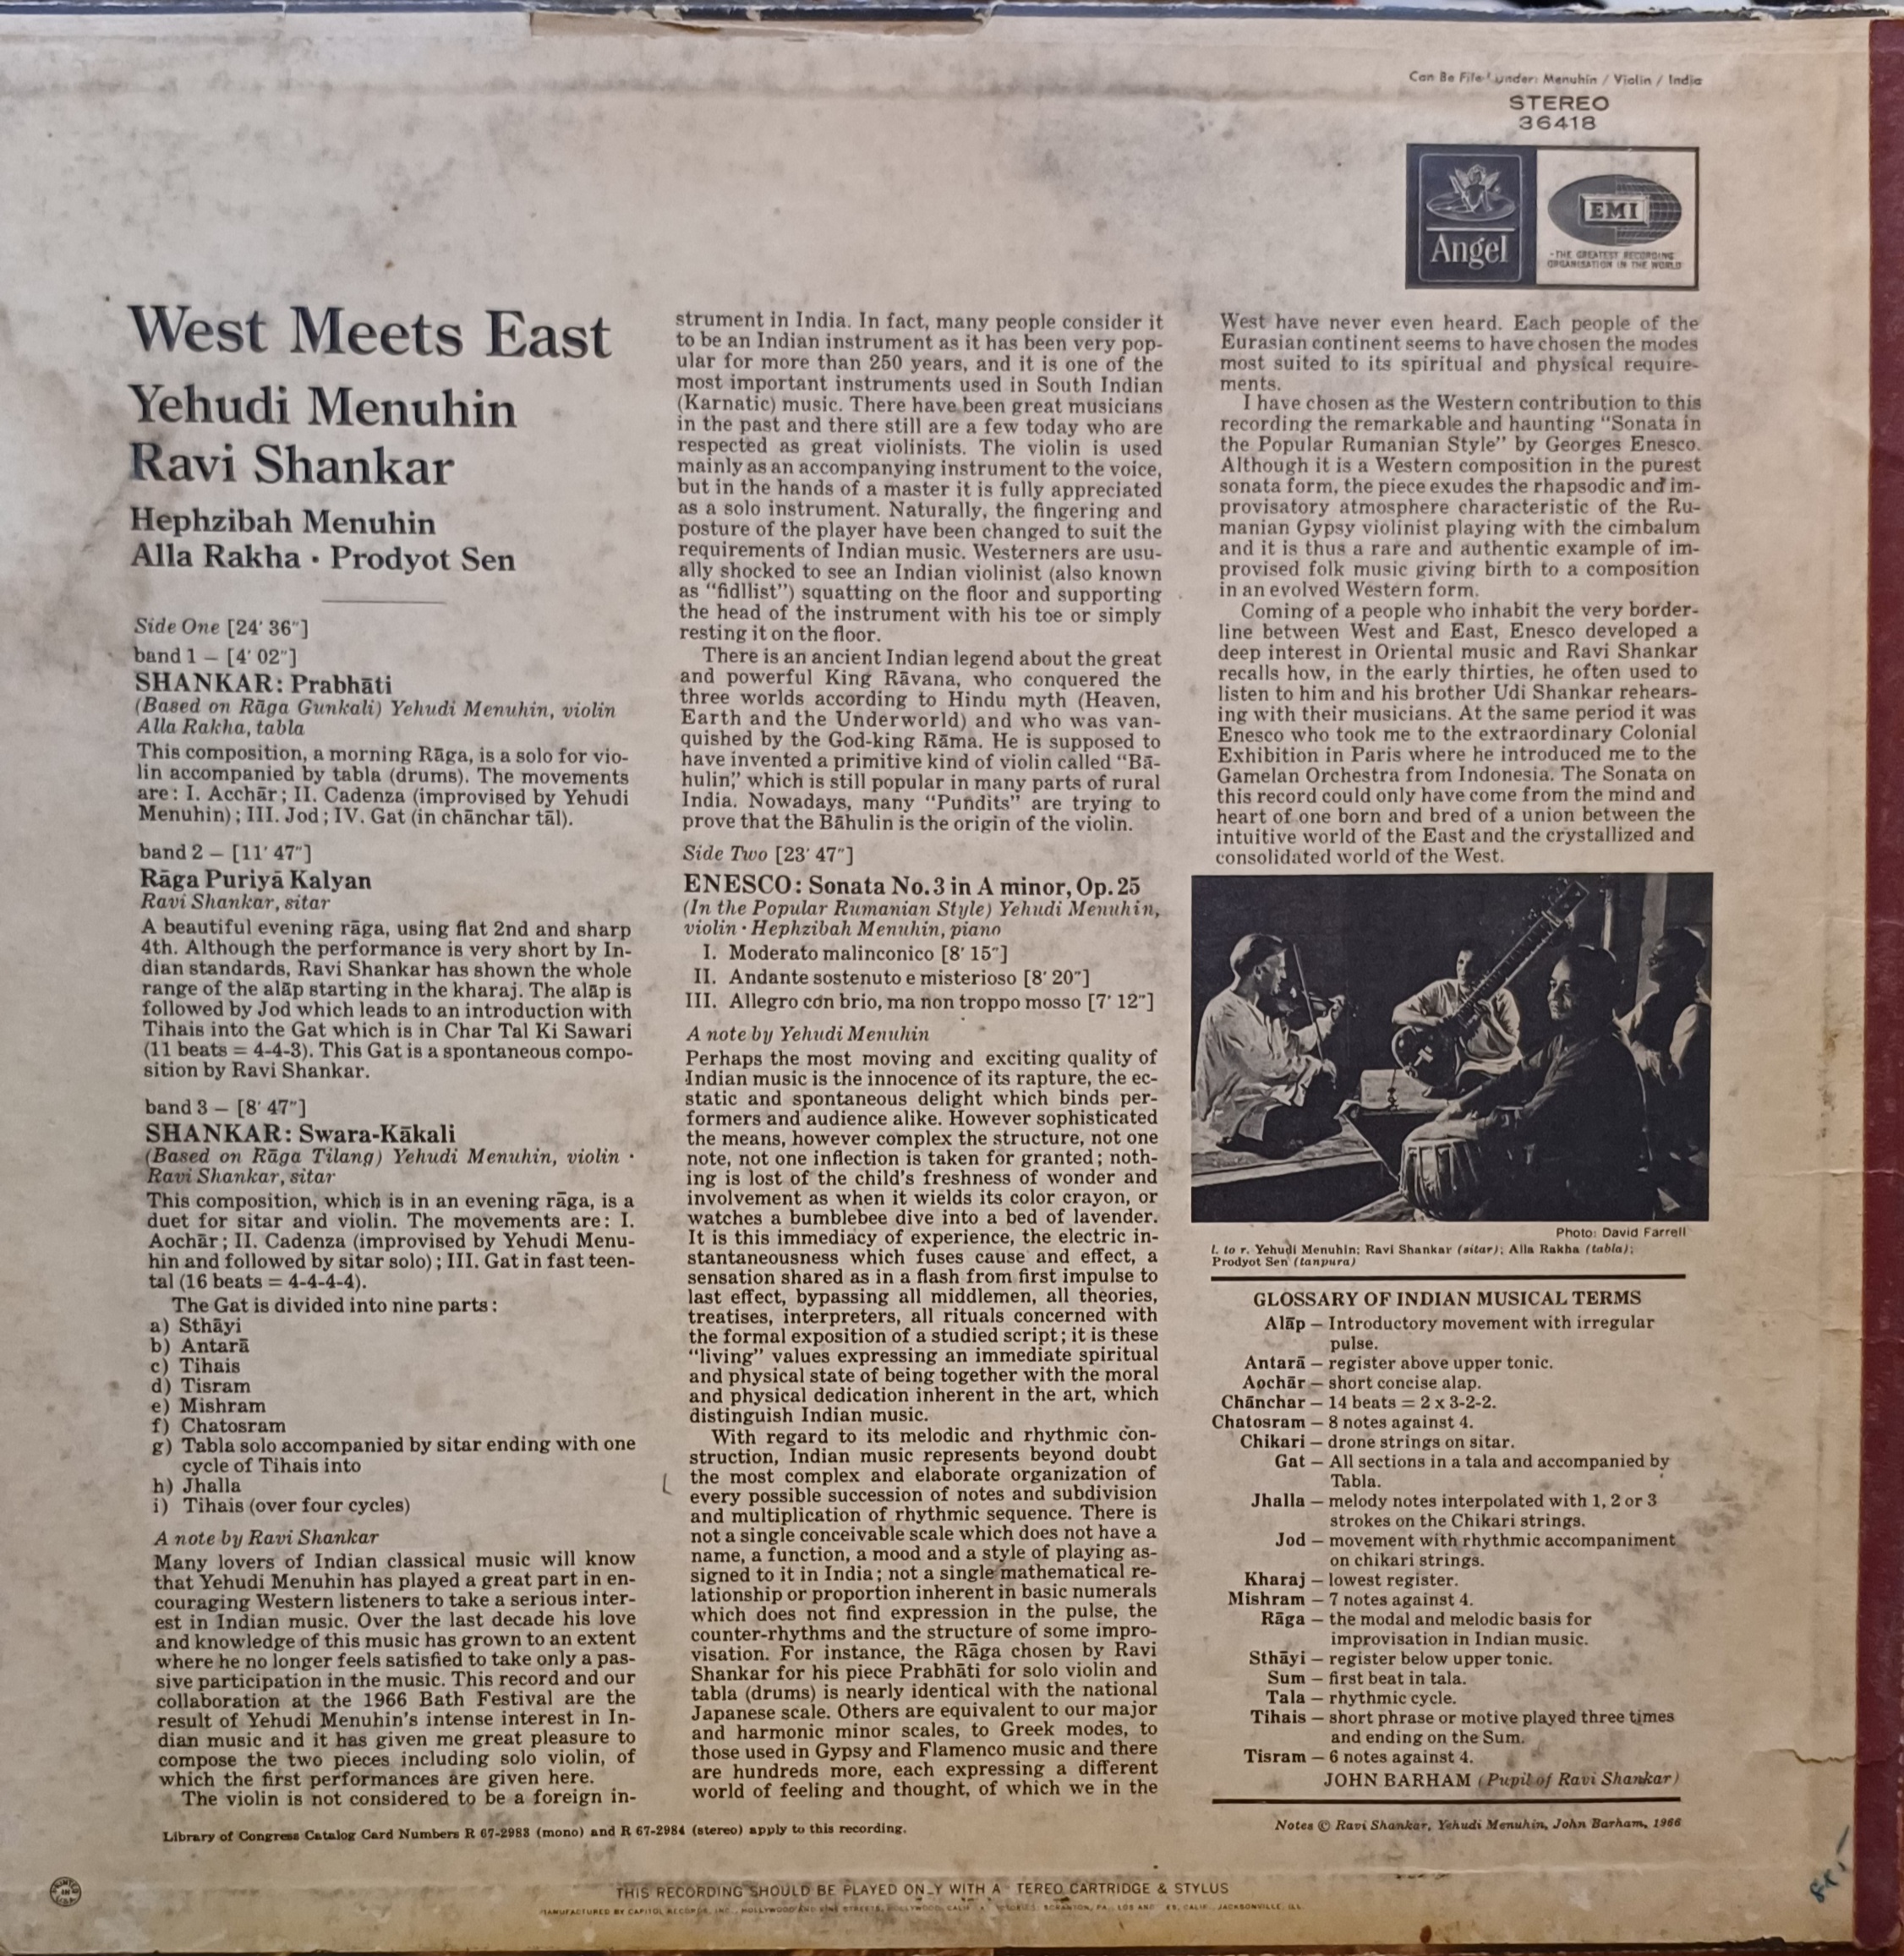 Can Be File under: Menuhin / Violin / India
STEREO
36418
Angel
EMI
THE GREATEST RECORDING
ORGANISATION IN THE WORLD
West Meets East
Yehudi Menuhin
Ravi Shankar
Hephzibah Menuhin
Alla Rakha • Prodyot Sen
Side One [24' 36"]
band 1 – [4' 02"]
SHANKAR: Prabhāti
(Based on Rāga Gunkali) Yehudi Menuhin, violin
Alla Rakha, tabla
This composition, a morning Rāga, is a solo for vio-
lin accompanied by tabla (drums). The movements
are: I. Acchār; II. Cadenza (improvised by Yehudi
Menuhin); III. Jod; IV. Gat (in chānchar tāl).
band 2 – [11' 47"]
Rāga Puriyā Kalyan
Ravi Shankar, sitar
A beautiful evening rāga, using flat 2nd and sharp
4th. Although the performance is very short by In-
dian standards, Ravi Shankar has shown the whole
range of the alāp starting in the kharaj. The alāp is
followed by Jod which leads to an introduction with
Tihais into the Gat which is in Char Tal Ki Sawari
(11 beats = 4-4-3). This Gat is a spontaneous compo-
sition by Ravi Shankar.
band 3 – [8' 47"]
SHANKAR: Swara-Kākali
(Based on Rāga Tilang) Yehudi Menuhin, violin •
Ravi Shankar, sitar
This composition, which is in an evening rāga, is a
duet for sitar and violin. The movements are: I.
Aochār; II. Cadenza (improvised by Yehudi Menu-
hin and followed by sitar solo); III. Gat in fast teen-
tal (16 beats = 4-4-4-4).
The Gat is divided into nine parts:
a) Sthāyi
b) Antarā
c) Tihais
d) Tisram
e) Mishram
f) Chatosram
g) Tabla solo accompanied by sitar ending with one
cycle of Tihais into
h) Jhalla
i) Tihais (over four cycles)
A note by Ravi Shankar
Many lovers of Indian classical music will know
that Yehudi Menuhin has played a great part in en-
couraging Western listeners to take a serious inter-
est in Indian music. Over the last decade his love
and knowledge of this music has grown to an extent
where he no longer feels satisfied to take only a pas-
sive participation in the music. This record and our
collaboration at the 1966 Bath Festival are the
result of Yehudi Menuhin's intense interest in In-
dian music and it has given me great pleasure to
compose the two pieces including solo violin, of
which the first performances are given here.
The violin is not considered to be a foreign in-
strument in India. In fact, many people consider it
to be an Indian instrument as it has been very pop-
ular for more than 250 years, and it is one of the
most important instruments used in South Indian
(Karnatic) music. There have been great musicians
in the past and there still are a few today who are
respected as great violinists. The violin is used
mainly as an accompanying instrument to the voice,
but in the hands of a master it is fully appreciated
as a solo instrument. Naturally, the fingering and
posture of the player have been changed to suit the
requirements of Indian music. Westerners are usu-
ally shocked to see an Indian violinist (also known
as "fidllist") squatting on the floor and supporting
the head of the instrument with his toe or simply
resting it on the floor.
There is an ancient Indian legend about the great
and powerful King Rāvana, who conquered the
three worlds according to Hindu myth (Heaven,
Earth and the Underworld) and who was van-
quished by the God-king Rāma. He is supposed to
have invented a primitive kind of violin called "Bā-
hulin," which is still popular in many parts of rural
India. Nowadays, many "Pundits" are trying to
prove that the Bāhulin is the origin of the violin.
Side Two [23' 47"]
ENESCO: Sonata No. 3 in A minor, Op. 25
(In the Popular Rumanian Style) Yehudi Menuhin,
violin • Hephzibah Menuhin, piano
I. Moderato malinconico [8' 15"]
II. Andante sostenuto e misterioso [8' 20"]
III. Allegro con brio, ma non troppo mosso [7' 12"]
A note by Yehudi Menuhin
Perhaps the most moving and exciting quality of
Indian music is the innocence of its rapture, the ec-
static and spontaneous delight which binds per-
formers and audience alike. However sophisticated
the means, however complex the structure, not one
note, not one inflection is taken for granted; noth-
ing is lost of the child's freshness of wonder and
involvement as when it wields its color crayon, or
watches a bumblebee dive into a bed of lavender.
It is this immediacy of experience, the electric in-
stantaneousness which fuses cause and effect, a
sensation shared as in a flash from first impulse to
last effect, bypassing all middlemen, all theories,
treatises, interpreters, all rituals concerned with
the formal exposition of a studied script; it is these
"living" values expressing an immediate spiritual
and physical state of being together with the moral
and physical dedication inherent in the art, which
distinguish Indian music.
With regard to its melodic and rhythmic con-
struction, Indian music represents beyond doubt
the most complex and elaborate organization of
every possible succession of notes and subdivision
and multiplication of rhythmic sequence. There is
not a single conceivable scale which does not have a
name, a function, a mood and a style of playing as-
signed to it in India; not a single mathematical re-
lationship or proportion inherent in basic numerals
which does not find expression in the pulse, the
counter-rhythms and the structure of some impro-
visation. For instance, the Rāga chosen by Ravi
Shankar for his piece Prabhāti for solo violin and
tabla (drums) is nearly identical with the national
Japanese scale. Others are equivalent to our major
and harmonic minor scales, to Greek modes, to
those used in Gypsy and Flamenco music and there
are hundreds more, each expressing a different
world of feeling and thought, of which we in the
West have never even heard. Each people of the
Eurasian continent seems to have chosen the modes
most suited to its spiritual and physical require-
ments.
I have chosen as the Western contribution to this
recording the remarkable and haunting "Sonata in
the Popular Rumanian Style" by Georges Enesco.
Although it is a Western composition in the purest
sonata form, the piece exudes the rhapsodic and im-
provisatory atmosphere characteristic of the Ru-
manian Gypsy violinist playing with the cimbalum
and it is thus a rare and authentic example of im-
provised folk music giving birth to a composition
in an evolved Western form.
Coming of a people who inhabit the very border-
line between West and East, Enesco developed a
deep interest in Oriental music and Ravi Shankar
recalls how, in the early thirties, he often used to
listen to him and his brother Udi Shankar rehears-
ing with their musicians. At the same period it was
Enesco who took me to the extraordinary Colonial
Exhibition in Paris where he introduced me to the
Gamelan Orchestra from Indonesia. The Sonata on
this record could only have come from the mind and
heart of one born and bred of a union between the
intuitive world of the East and the crystallized and
consolidated world of the West.
Photo: David Farrell
l. to r. Yehudi Menuhin; Ravi Shankar (sitar); Alla Rakha (tabla);
Prodyot Sen (tanpura)
GLOSSARY OF INDIAN MUSICAL TERMS
Alāp – Introductory movement with irregular
pulse.
Antarā – register above upper tonic.
Aochār – short concise alap.
Chānchar – 14 beats = 2 x 3-2-2.
Chatosram – 8 notes against 4.
Chikari – drone strings on sitar.
Gat – All sections in a tala and accompanied by
Tabla.
Jhalla – melody notes interpolated with 1, 2 or 3
strokes on the Chikari strings.
Jod – movement with rhythmic accompaniment
on chikari strings.
Kharaj – lowest register.
Mishram – 7 notes against 4.
Rāga – the modal and melodic basis for
improvisation in Indian music.
Sthāyi – register below upper tonic.
Sum – first beat in tala.
Tala – rhythmic cycle.
Tihais – short phrase or motive played three times
and ending on the Sum.
Tisram – 6 notes against 4.
JOHN BARHAM (Pupil of Ravi Shankar)
Notes © Ravi Shankar, Yehudi Menuhin, John Barham, 1966
Library of Congress Catalog Card Numbers R 67-2983 (mono) and R 67-2984 (stereo) apply to this recording.
PRINTED IN U.S.A.
THIS RECORDING SHOULD BE PLAYED ON_Y WITH A TEREO CARTRIDGE & STYLUS
MANUFACTURED BY CAPITOL RECORDS, INC., HOLLYWOOD AND VINE STREETS, HOLLYWOOD, CALIF. SCRANTON, PA., LOS CALIF., JACKSONVILLE, ILL.